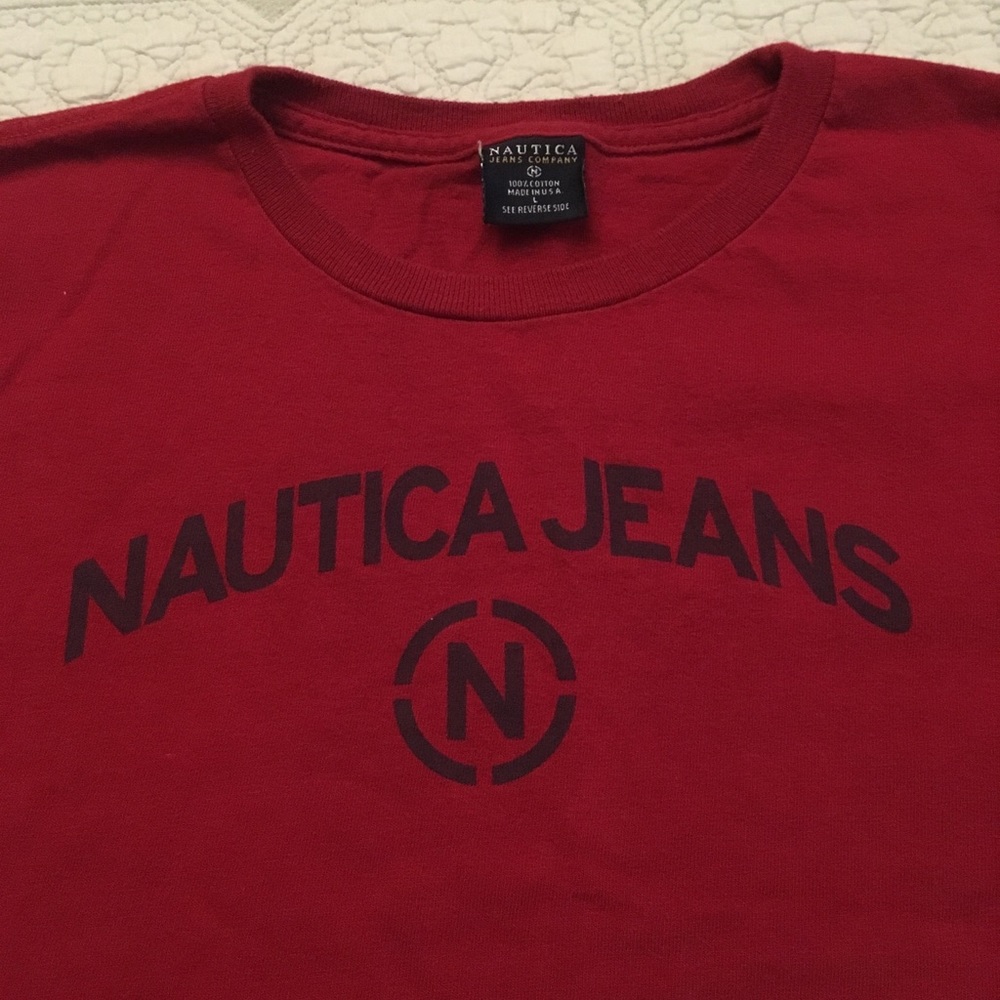 NAUTICA
JEANS COMPANY
N
100% COTTON
MADE IN U.S.A.
L
SEE REVERSE SIDE
NAUTICA JEANS
N